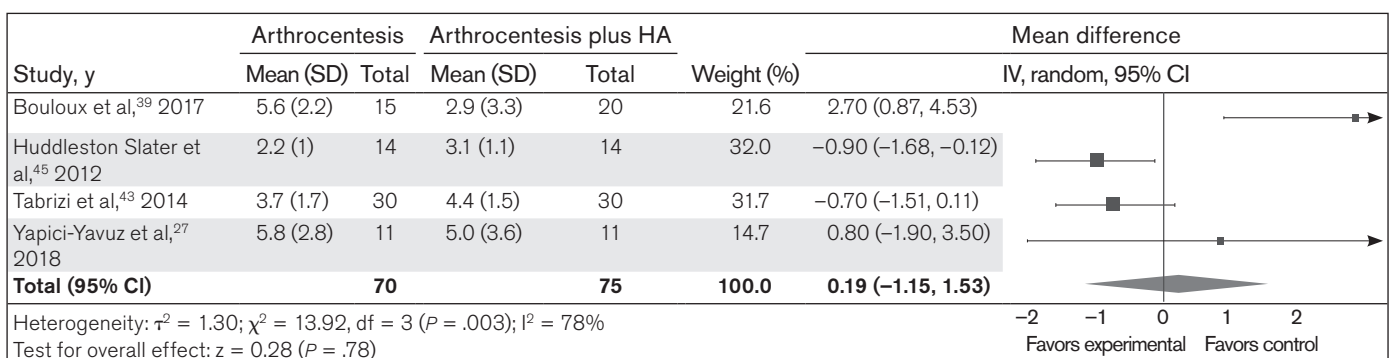 Arthrocentesis Arthrocentesis plus HA Mean difference
Study, y Mean (SD) Total Mean (SD) Total Weight (%) IV, random, 95% CI
Bouloux et al,³⁹ 2017 5.6 (2.2) 15 2.9 (3.3) 20 21.6 2.70 (0.87, 4.53)
Huddleston Slater et al,⁴⁵ 2012 2.2 (1) 14 3.1 (1.1) 14 32.0 −0.90 (−1.68, −0.12)
Tabrizi et al,⁴³ 2014 3.7 (1.7) 30 4.4 (1.5) 30 31.7 −0.70 (−1.51, 0.11)
Yapici-Yavuz et al,²⁷ 2018 5.8 (2.8) 11 5.0 (3.6) 11 14.7 0.80 (−1.90, 3.50)
Total (95% CI) 70 75 100.0 0.19 (−1.15, 1.53)
Heterogeneity: τ² = 1.30; χ² = 13.92, df = 3 (P = .003); I² = 78%
Test for overall effect: z = 0.28 (P = .78)
−2 −1 0 1 2
Favors experimental Favors control